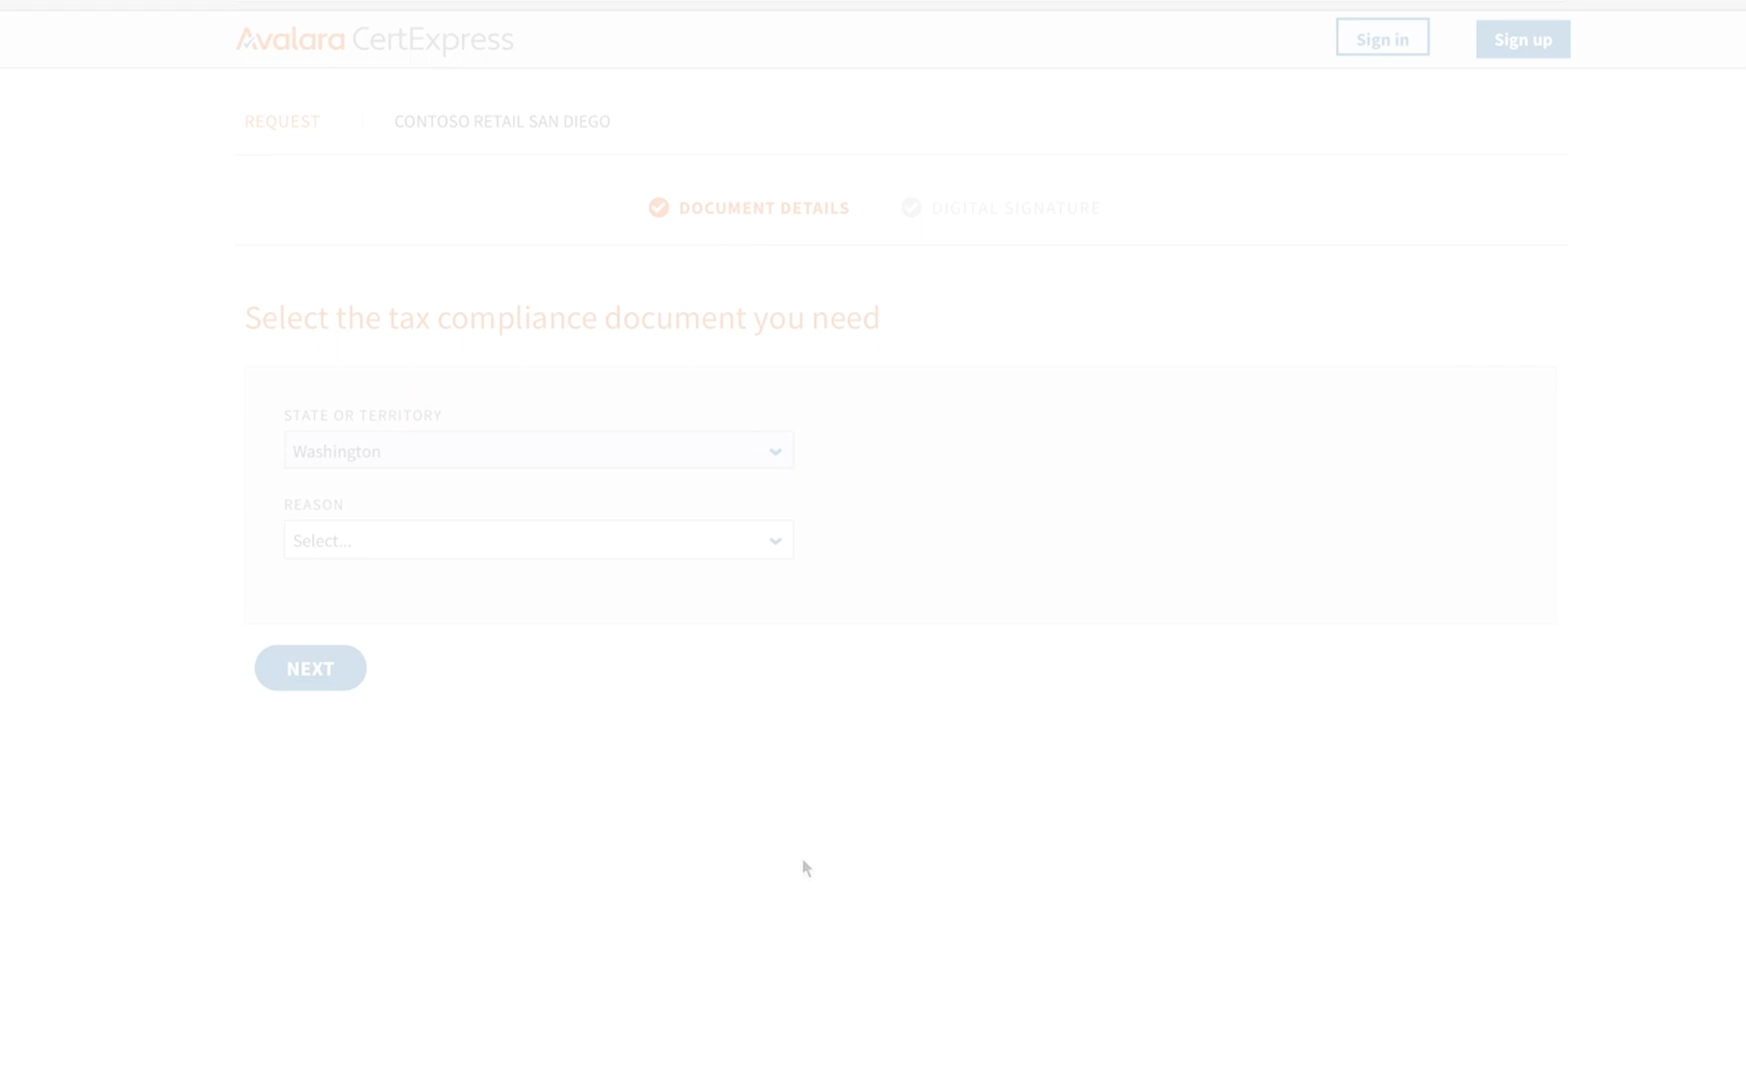 Avalara CertExpress
Sign in
Sign up
REQUEST
CONTOSO RETAIL SAN DIEGO
DOCUMENT DETAILS
DIGITAL SIGNATURE
Select the tax compliance document you need
STATE OR TERRITORY
Washington
REASON
Select...
NEXT